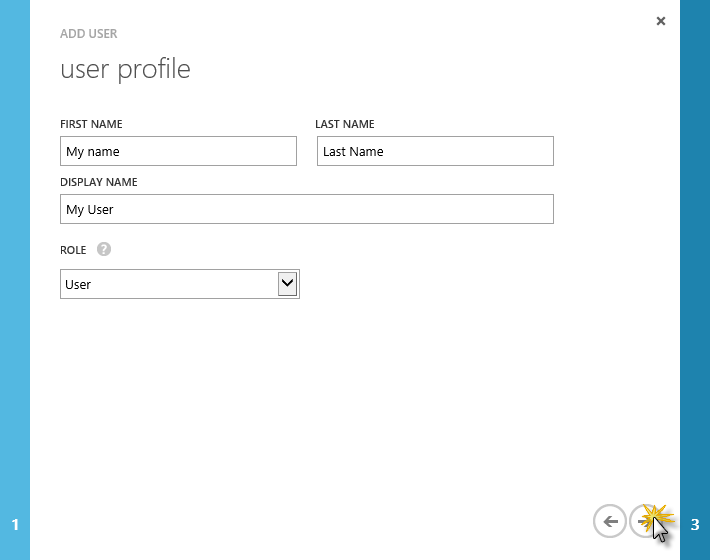 ADD USER
user profile
FIRST NAME LAST NAME
My name Last Name
DISPLAY NAME
My User
ROLE ?
User
1 3